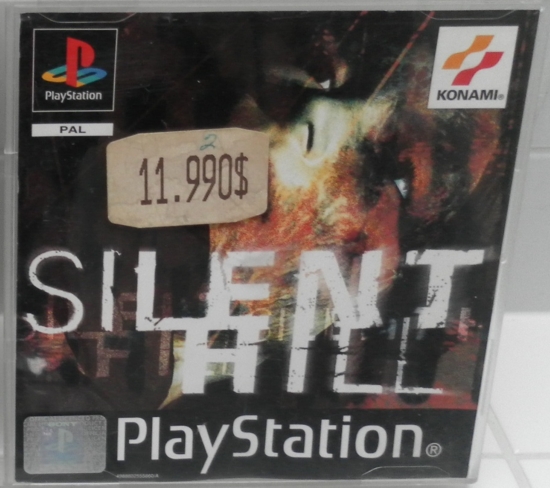 PlayStation
KONAMI®
PAL
2
11.990$
SILENT
HILL
PlayStation®